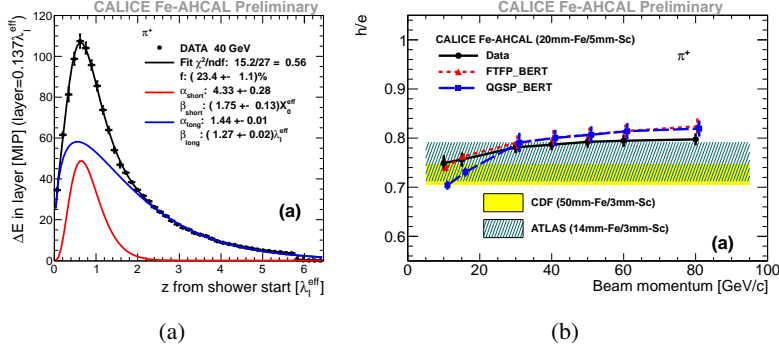 CALICE Fe-AHCAL Preliminary
ΔE in layer [MIP] (layer=0.137λ_I^eff)
120
100
80
60
40
20
0
π⁺
DATA 40 GeV
Fit χ²/ndf: 15.2/27 = 0.56
f: ( 23.4 +- 1.1)%
α_short: 4.33 +- 0.28
β_short: ( 1.75 +- 0.13)X_0^eff
α_long: 1.44 +- 0.01
β_long: ( 1.27 +- 0.02)λ_I^eff
(a)
0 1 2 3 4 5 6
z from shower start [λ_I^eff]
(a)
CALICE Fe-AHCAL Preliminary
h/e
1
0.9
0.8
0.7
0.6
CALICE Fe-AHCAL (20mm-Fe/5mm-Sc)
Data
FTFP_BERT
QGSP_BERT
π⁺
CDF (50mm-Fe/3mm-Sc)
ATLAS (14mm-Fe/3mm-Sc)
(a)
0 20 40 60 80 100
Beam momentum [GeV/c]
(b)